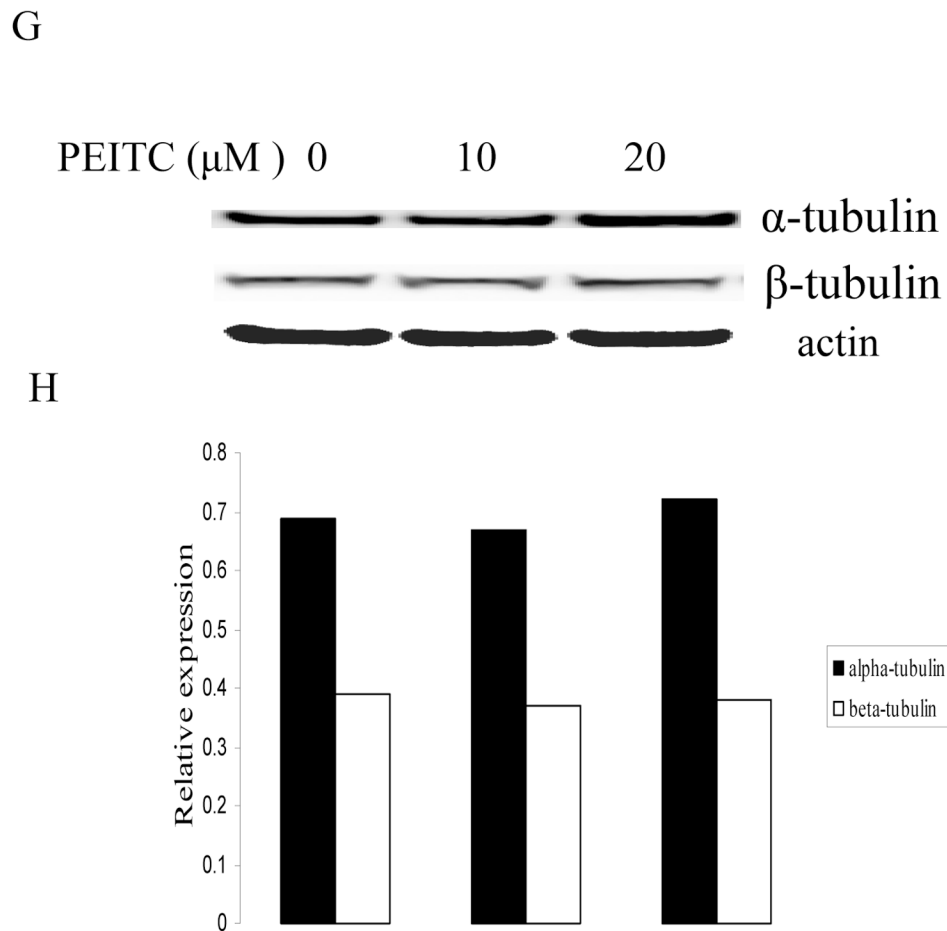 G
PEITC (μM ) 0 10 20
α-tubulin
β-tubulin
actin
H
0.8
0.7
0.6
0.5
0.4
0.3
0.2
0.1
0
Relative expression
alpha-tubulin
beta-tubulin